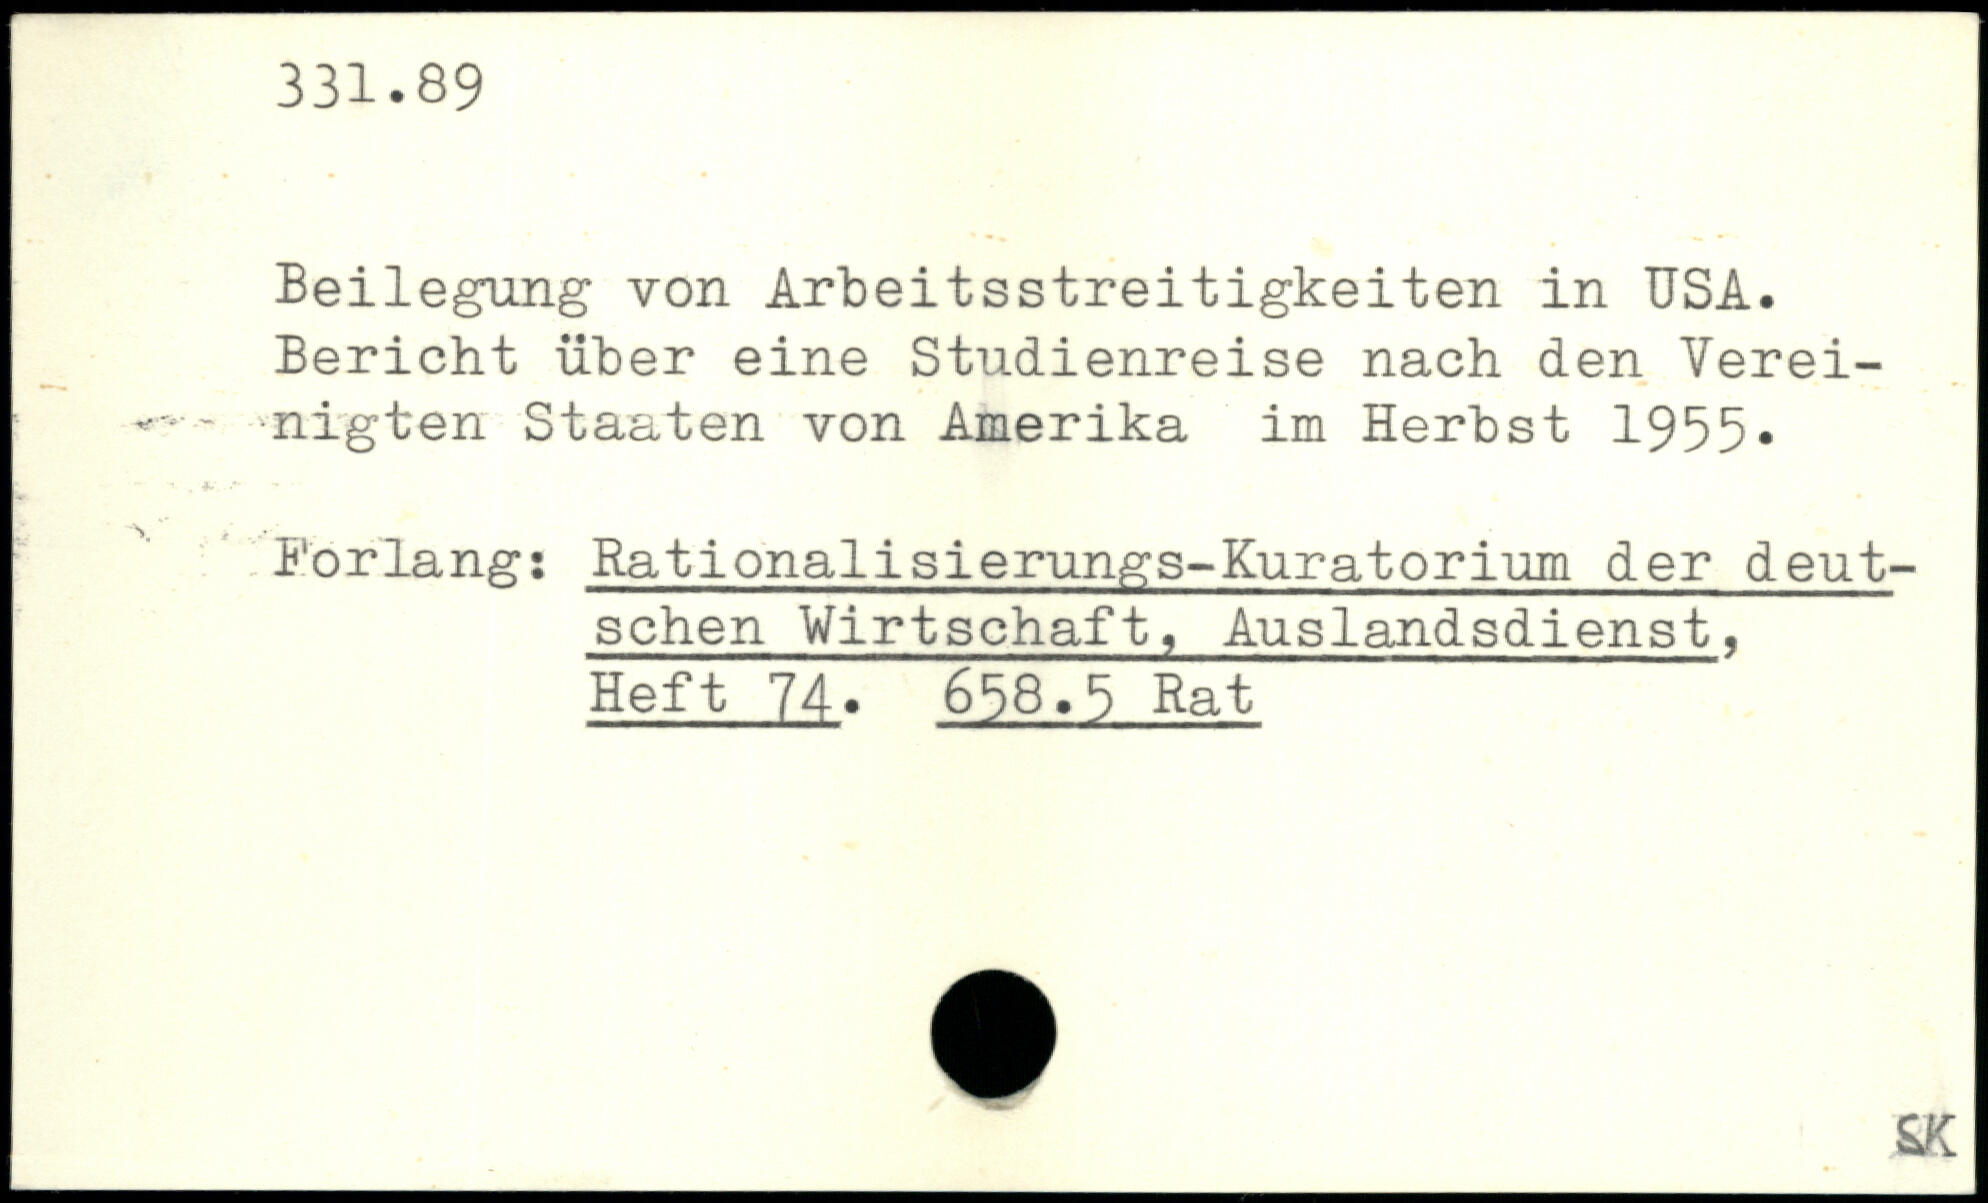 331.89
Beilegung von Arbeitsstreitigkeiten in USA.
Bericht über eine Studienreise nach den Verei-
nigten Staaten von Amerika im Herbst 1955.
Forlang: Rationalisierungs-Kuratorium der deut-
schen Wirtschaft, Auslandsdienst,
Heft 74. 658.5 Rat
SK